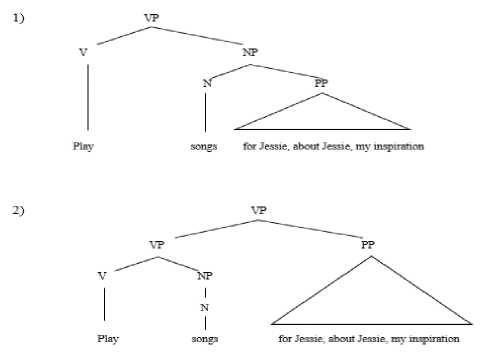 1)
VP
V NP
N PP
Play songs for Jessie, about Jessie, my inspiration
2)
VP
VP PP
V NP
N
Play songs for Jessie, about Jessie, my inspiration